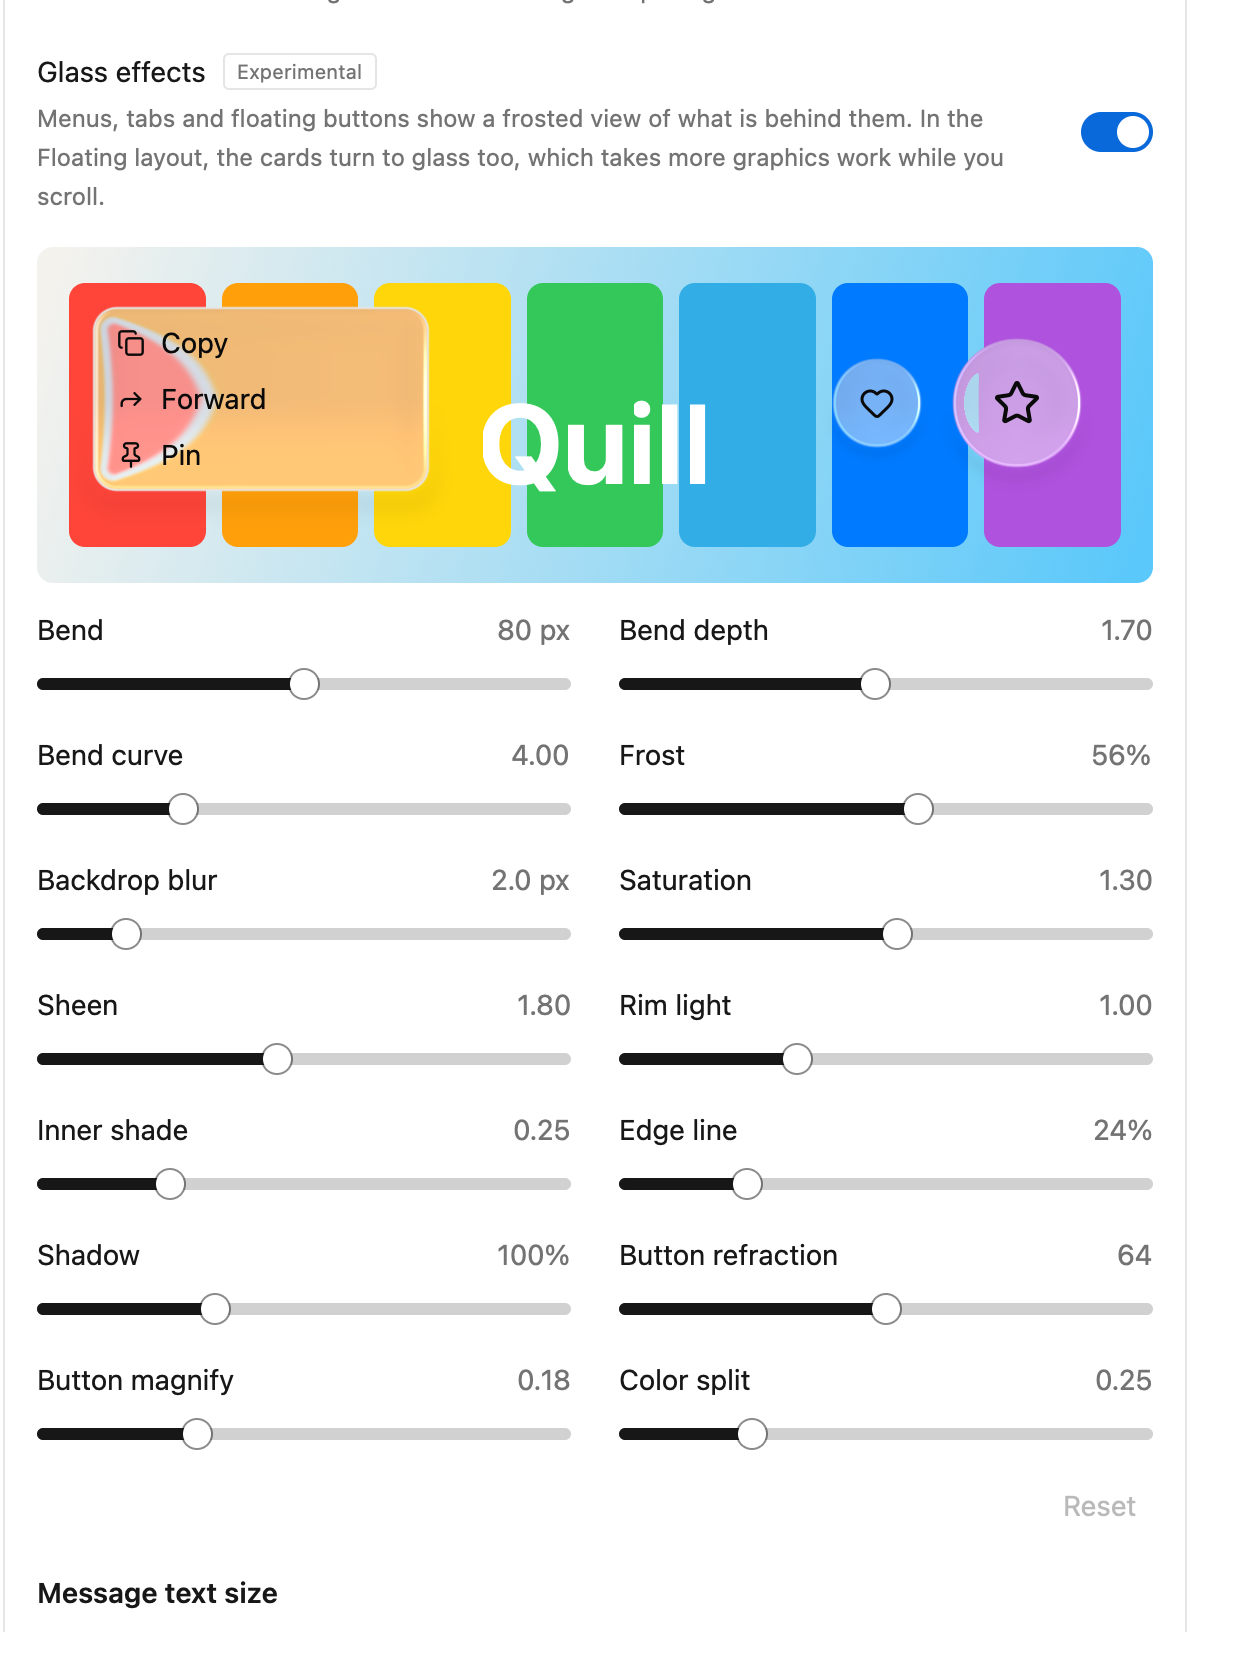 Glass effects
Experimental
Menus, tabs and floating buttons show a frosted view of what is behind them. In the
Floating layout, the cards turn to glass too, which takes more graphics work while you
scroll.
Copy
Forward
Pin
Quill
Bend 80 px
Bend depth 1.70
Bend curve 4.00
Frost 56%
Backdrop blur 2.0 px
Saturation 1.30
Sheen 1.80
Rim light 1.00
Inner shade 0.25
Edge line 24%
Shadow 100%
Button refraction 64
Button magnify 0.18
Color split 0.25
Reset
Message text size